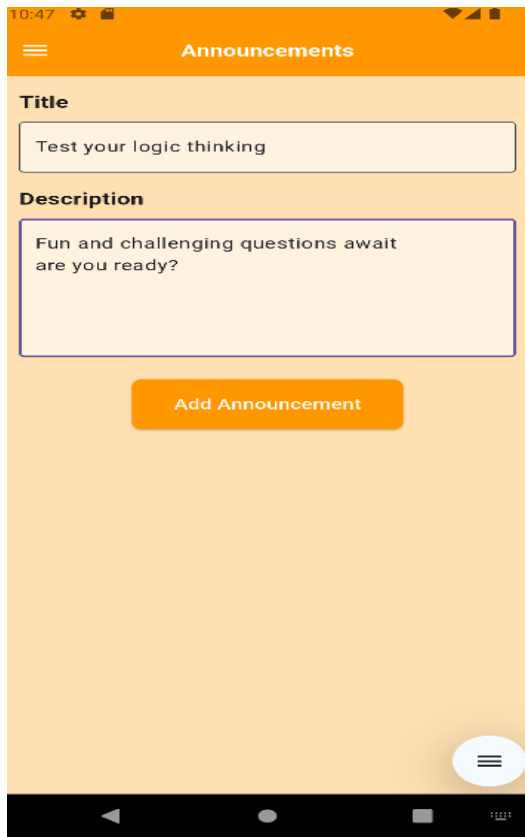 10:47
Announcements
Title
Test your logic thinking
Description
Fun and challenging questions await
are you ready?
Add Announcement